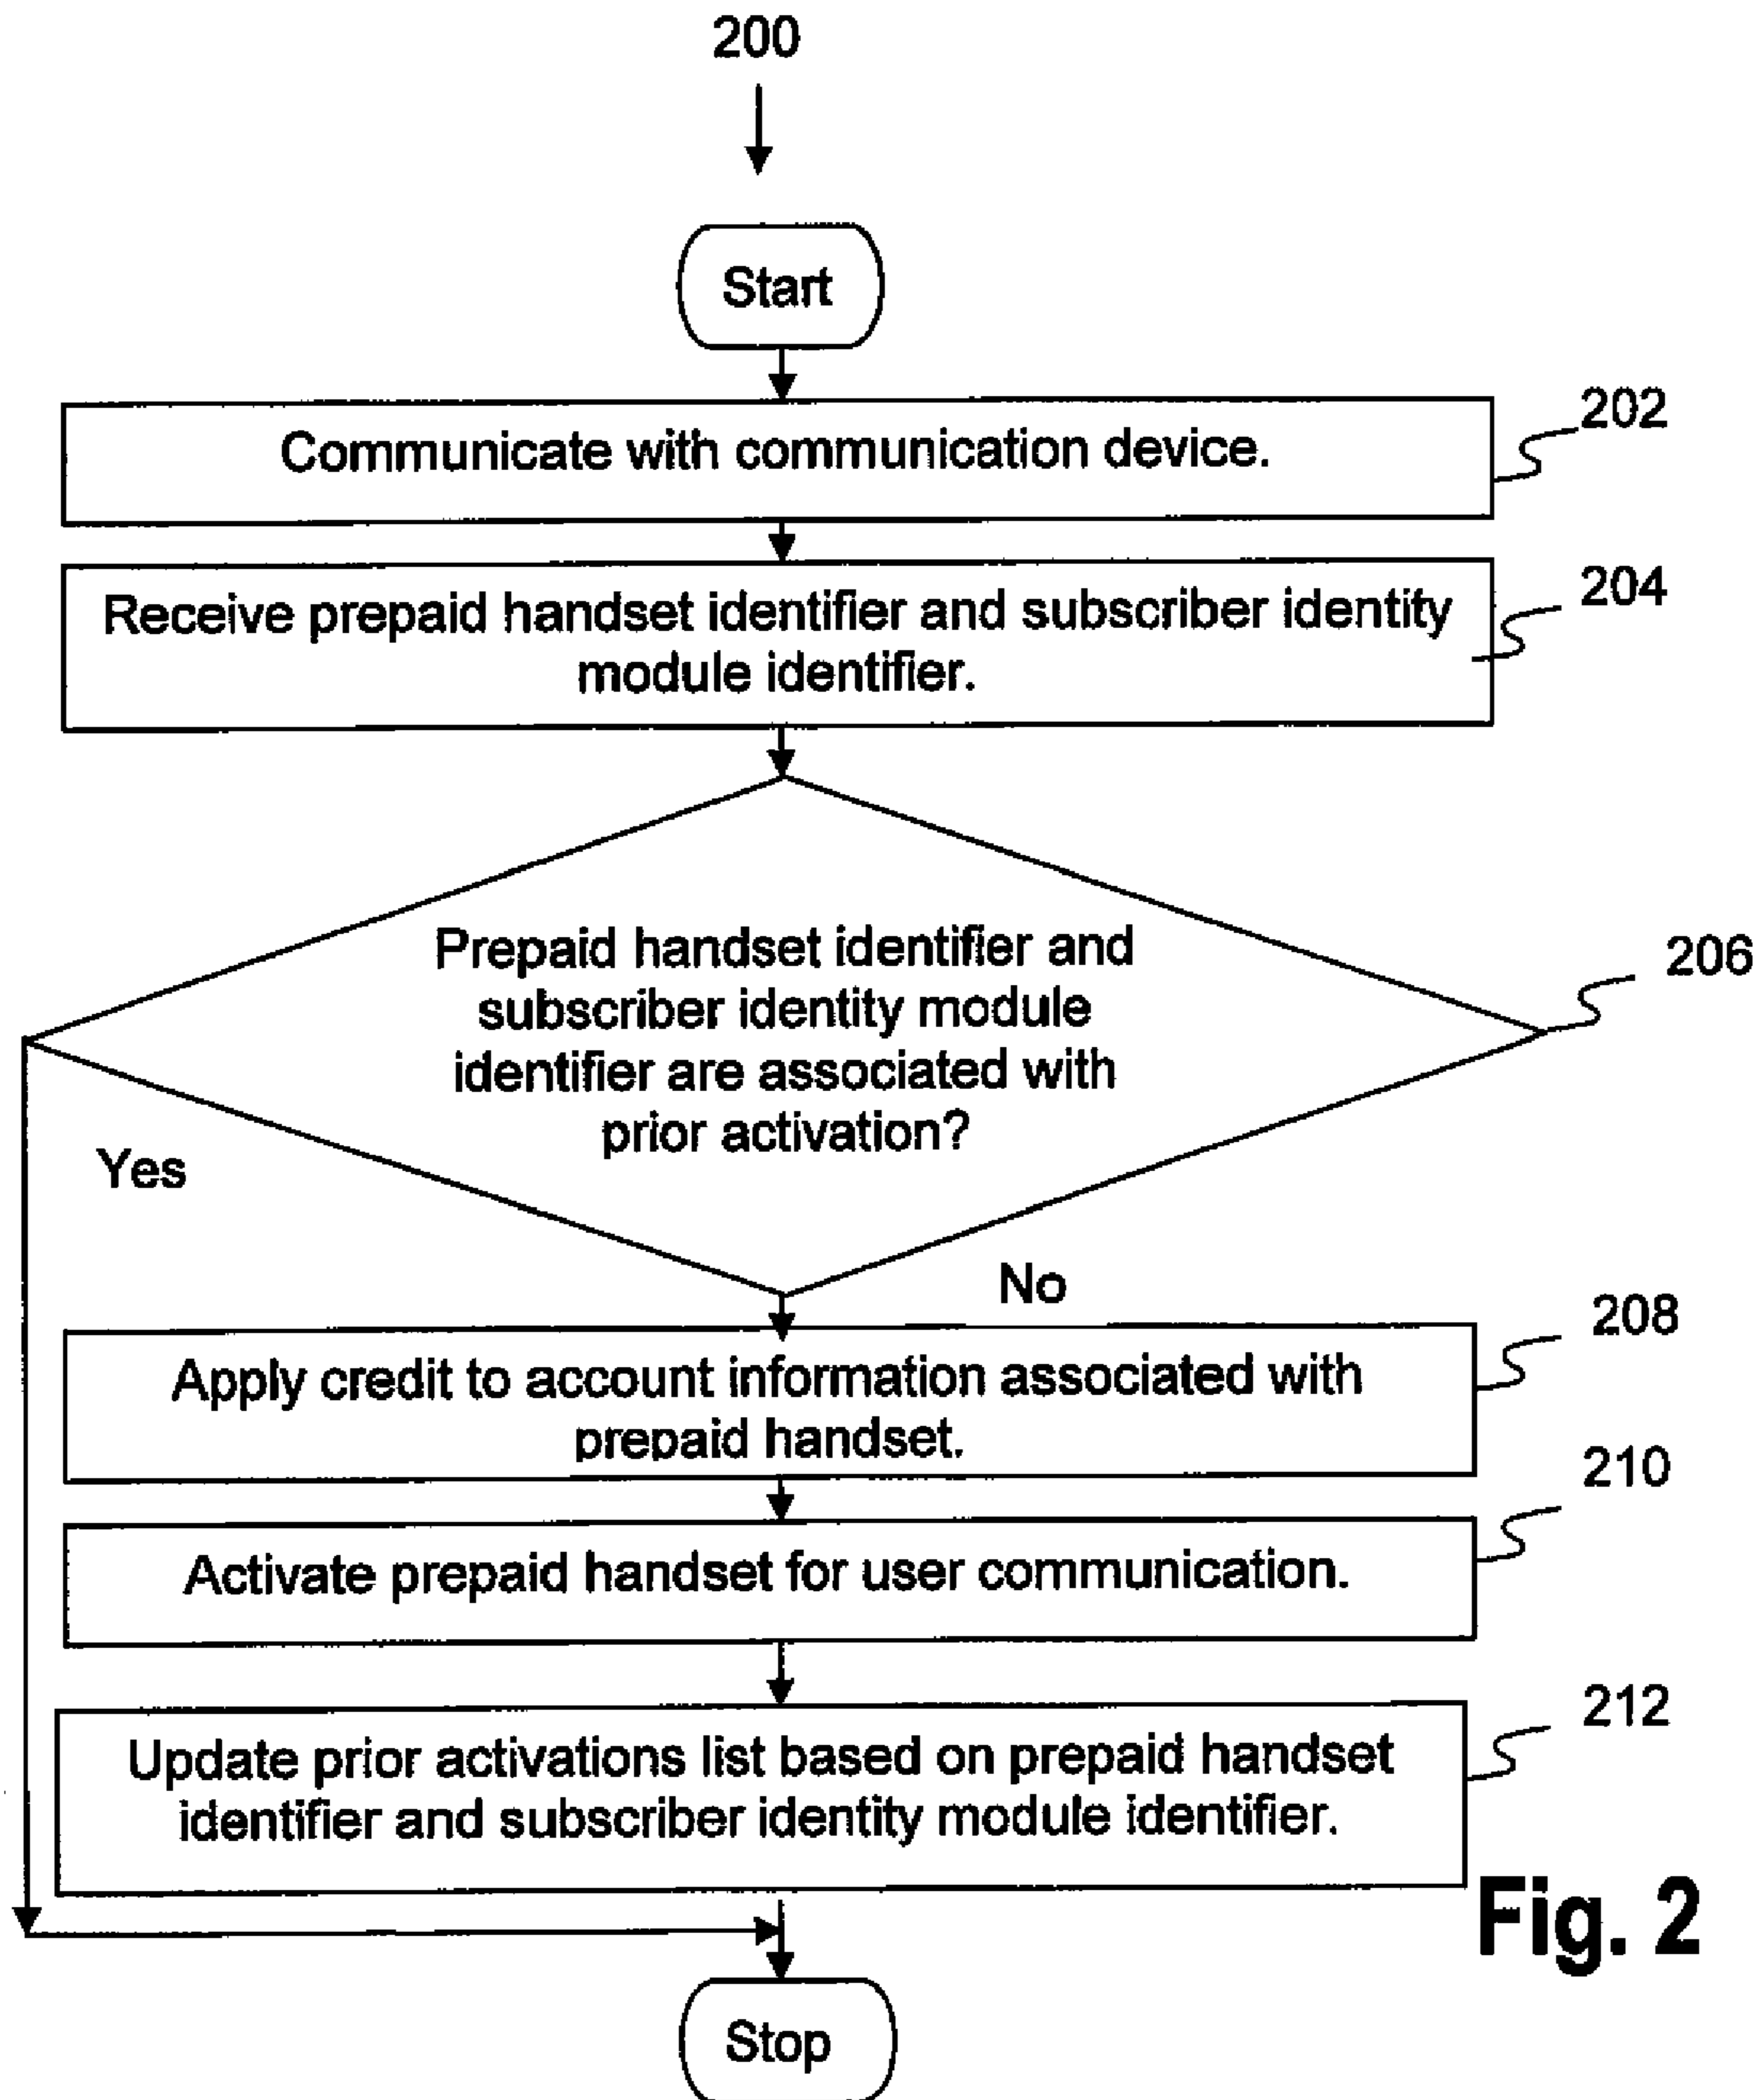 200
Start
Communicate with communication device.
202
Receive prepaid handset identifier and subscriber identity
module identifier.
204
Prepaid handset identifier and
subscriber identity module
identifier are associated with
prior activation?
206
Yes
No
Apply credit to account information associated with
prepaid handset.
208
Activate prepaid handset for user communication.
210
Update prior activations list based on prepaid handset
identifier and subscriber identity module identifier.
212
Fig. 2
Stop